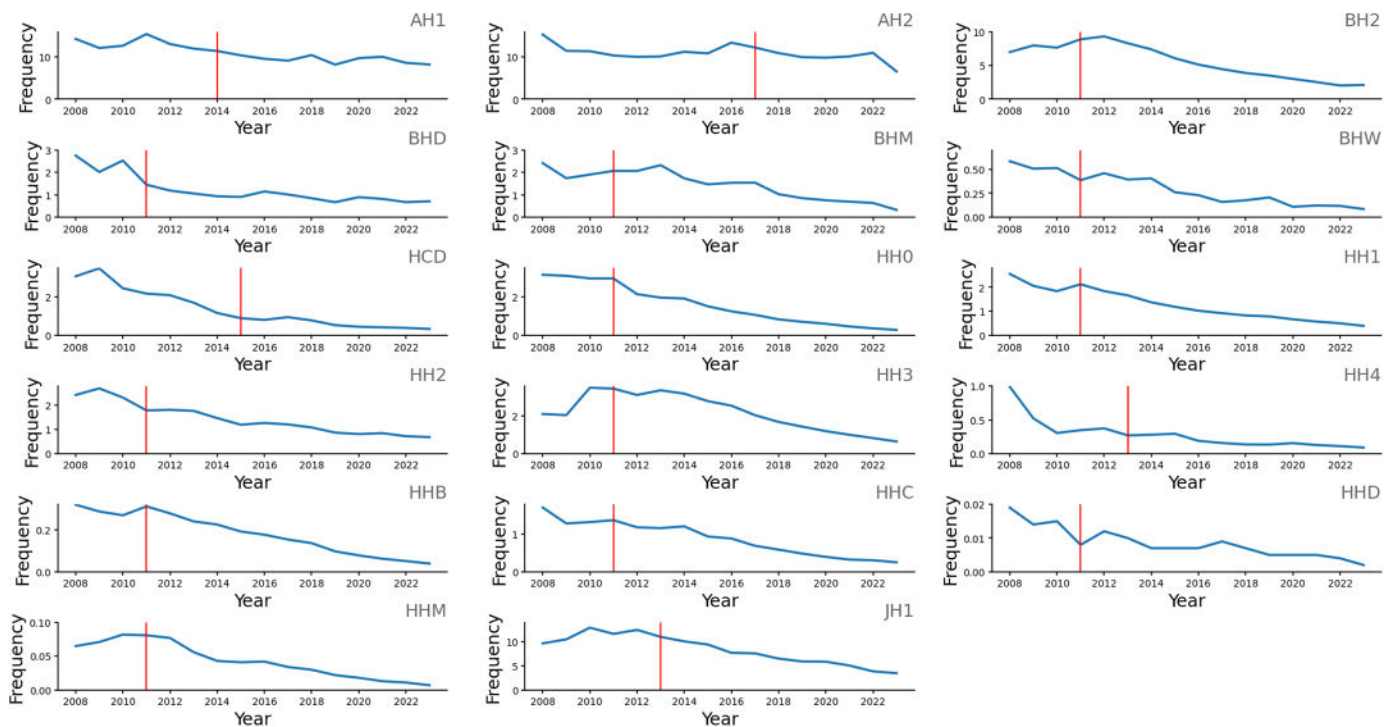 AH1
Frequency
10
0
2008 2010 2012 2014 2016 2018 2020 2022
Year
AH2
Frequency
10
0
2008 2010 2012 2014 2016 2018 2020 2022
Year
BH2
Frequency
10
5
0
2008 2010 2012 2014 2016 2018 2020 2022
Year
BHD
Frequency
3
2
1
0
2008 2010 2012 2014 2016 2018 2020 2022
Year
BHM
Frequency
3
2
1
0
2008 2010 2012 2014 2016 2018 2020 2022
Year
BHW
Frequency
0.50
0.25
0.00
2008 2010 2012 2014 2016 2018 2020 2022
Year
HCD
Frequency
2
0
2008 2010 2012 2014 2016 2018 2020 2022
Year
HH0
Frequency
2
0
2008 2010 2012 2014 2016 2018 2020 2022
Year
HH1
Frequency
2
1
0
2008 2010 2012 2014 2016 2018 2020 2022
Year
HH2
Frequency
2
1
0
2008 2010 2012 2014 2016 2018 2020 2022
Year
HH3
Frequency
2
0
2008 2010 2012 2014 2016 2018 2020 2022
Year
HH4
Frequency
1.0
0.5
0.0
2008 2010 2012 2014 2016 2018 2020 2022
Year
HHB
Frequency
0.2
0.0
2008 2010 2012 2014 2016 2018 2020 2022
Year
HHC
Frequency
1
0
2008 2010 2012 2014 2016 2018 2020 2022
Year
HHD
Frequency
0.02
0.01
0.00
2008 2010 2012 2014 2016 2018 2020 2022
Year
HHM
Frequency
0.10
0.05
0.00
2008 2010 2012 2014 2016 2018 2020 2022
Year
JH1
Frequency
10
5
0
2008 2010 2012 2014 2016 2018 2020 2022
Year